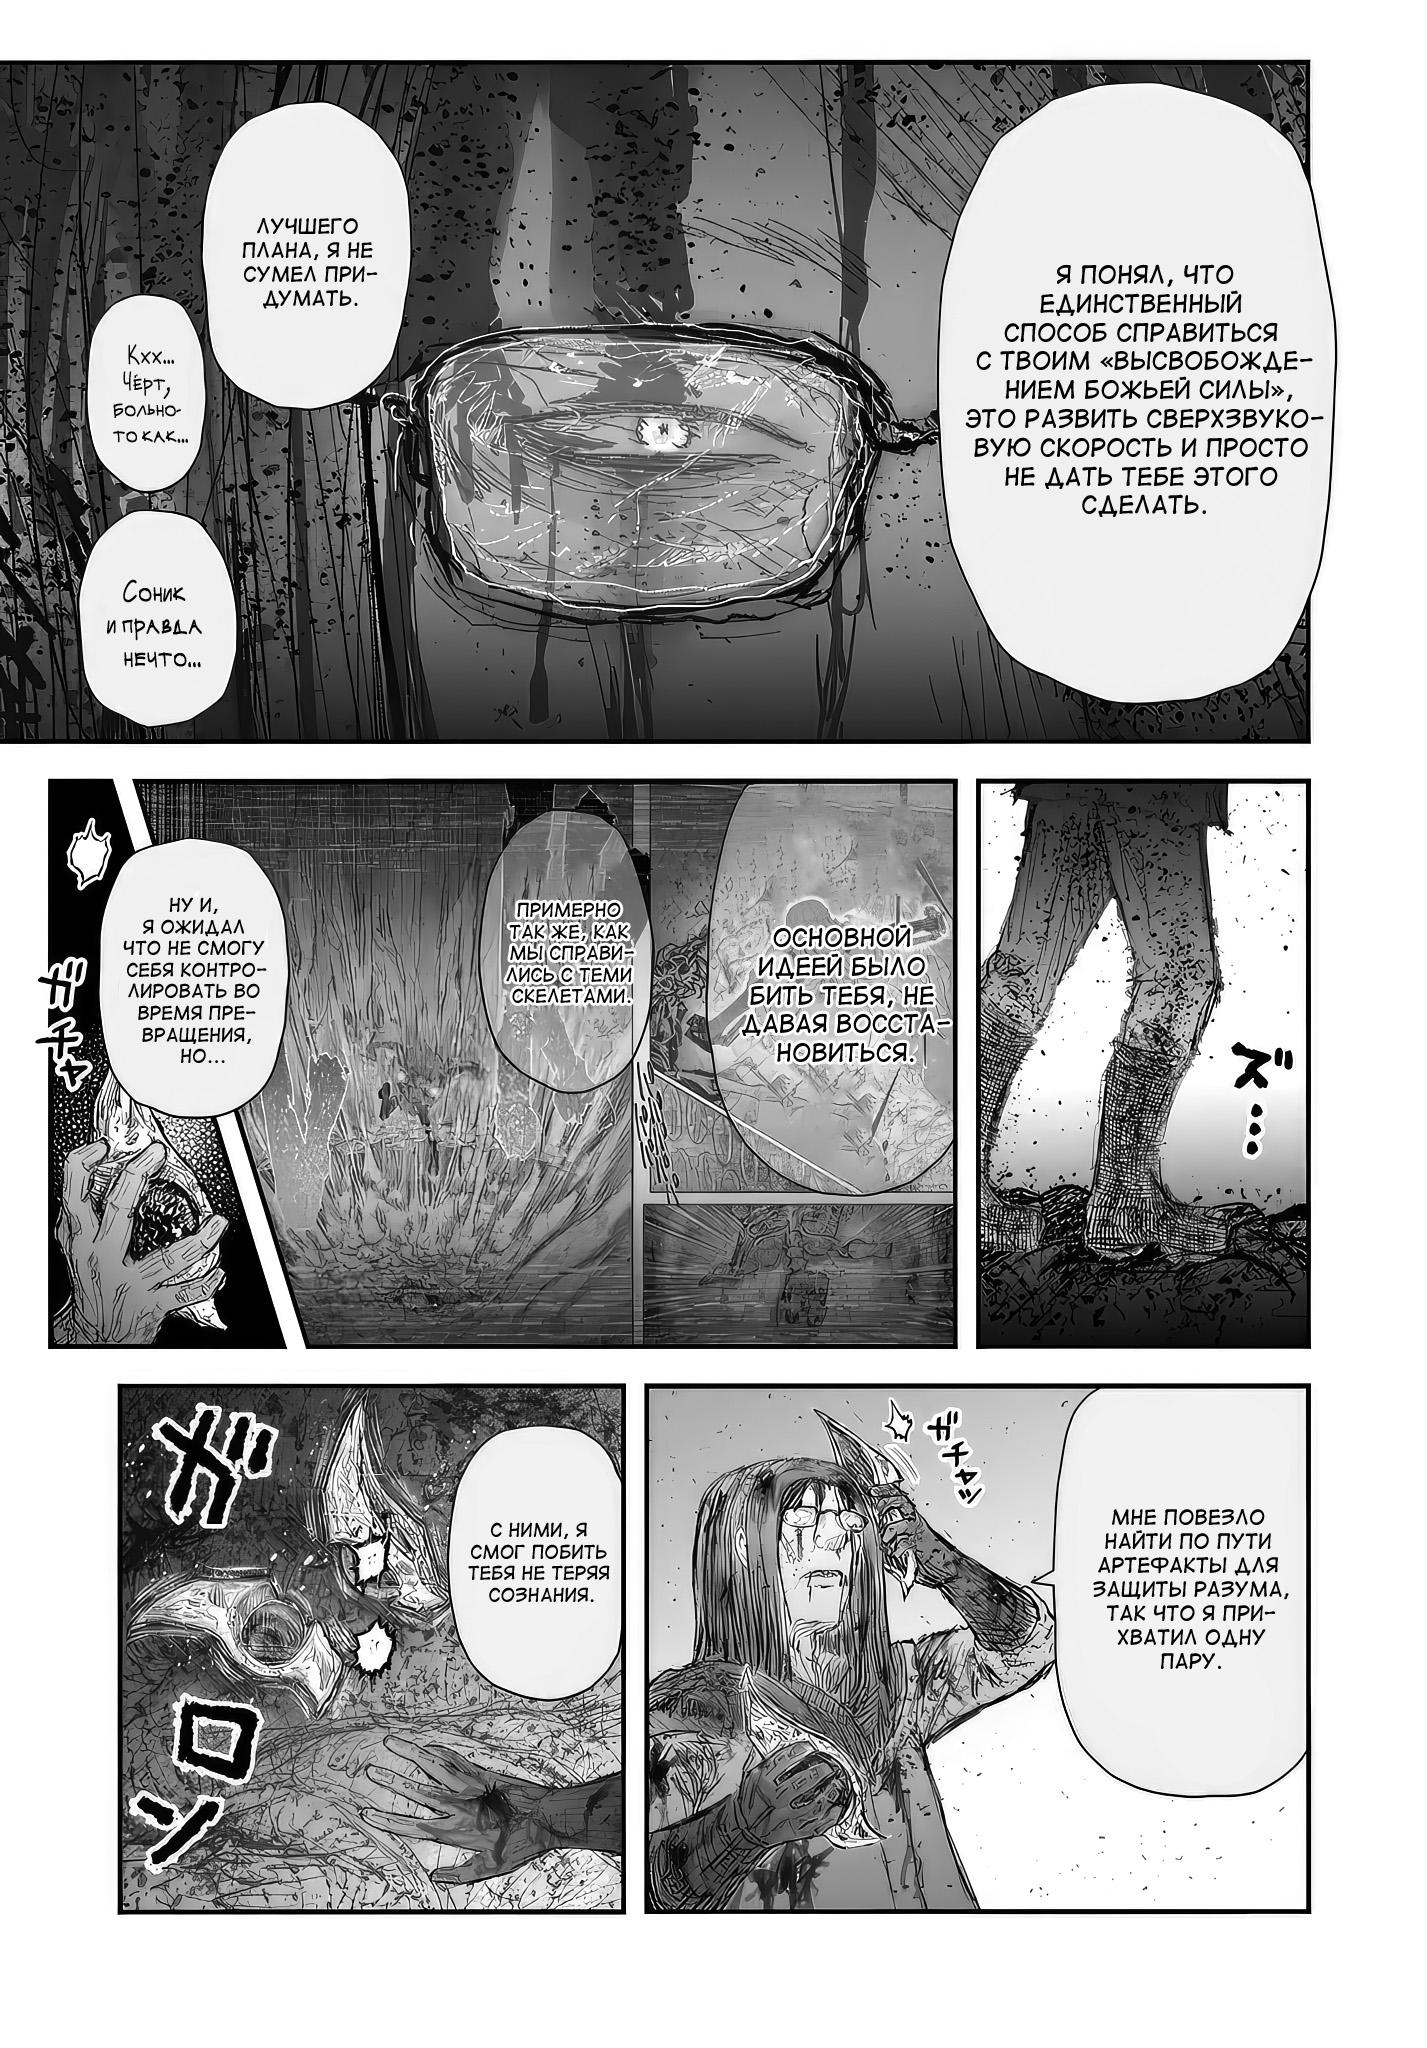 Я ПОНЯЛ, ЧТО
ЕДИНСТВЕННЫЙ
СПОСОБ СПРАВИТЬСЯ
С ТВОИМ «ВЫСВОБОЖДЕ-
НИЕМ БОЖЬЕЙ СИЛЫ»,
ЭТО РАЗВИТЬ СВЕРХЗВУКО-
ВУЮ СКОРОСТЬ И ПРОСТО
НЕ ДАТЬ ТЕБЕ ЭТОГО
СДЕЛАТЬ.
ЛУЧШЕГО
ПЛАНА, Я НЕ
СУМЕЛ ПРИ-
ДУМАТЬ.
Кхх...
Чёрт,
больно-
то как...
Соник
и правда
нечто...
ズ...
ОСНОВНОЙ
ИДЕЕЙ БЫЛО
БИТЬ ТЕБЯ, НЕ
ДАВАЯ ВОССТА-
НОВИТЬСЯ.
ПРИМЕРНО
ТАК ЖЕ, КАК
МЫ СПРАВИ-
ЛИСЬ С ТЕМИ
СКЕЛЕТАМИ.
НУ И,
Я ОЖИДАЛ
ЧТО НЕ СМОГУ
СЕБЯ КОНТРО-
ЛИРОВАТЬ ВО
ВРЕМЯ ПРЕ-
ВРАЩЕНИЯ,
НО...
ガチャ
ガチャッ
МНЕ ПОВЕЗЛО
НАЙТИ ПО ПУТИ
АРТЕФАКТЫ ДЛЯ
ЗАЩИТЫ РАЗУМА,
ТАК ЧТО Я ПРИ-
ХВАТИЛ ОДНУ
ПАРУ.
С НИМИ, Я
СМОГ ПОБИТЬ
ТЕБЯ НЕ ТЕРЯЯ
СОЗНАНИЯ.
ガ
ロン